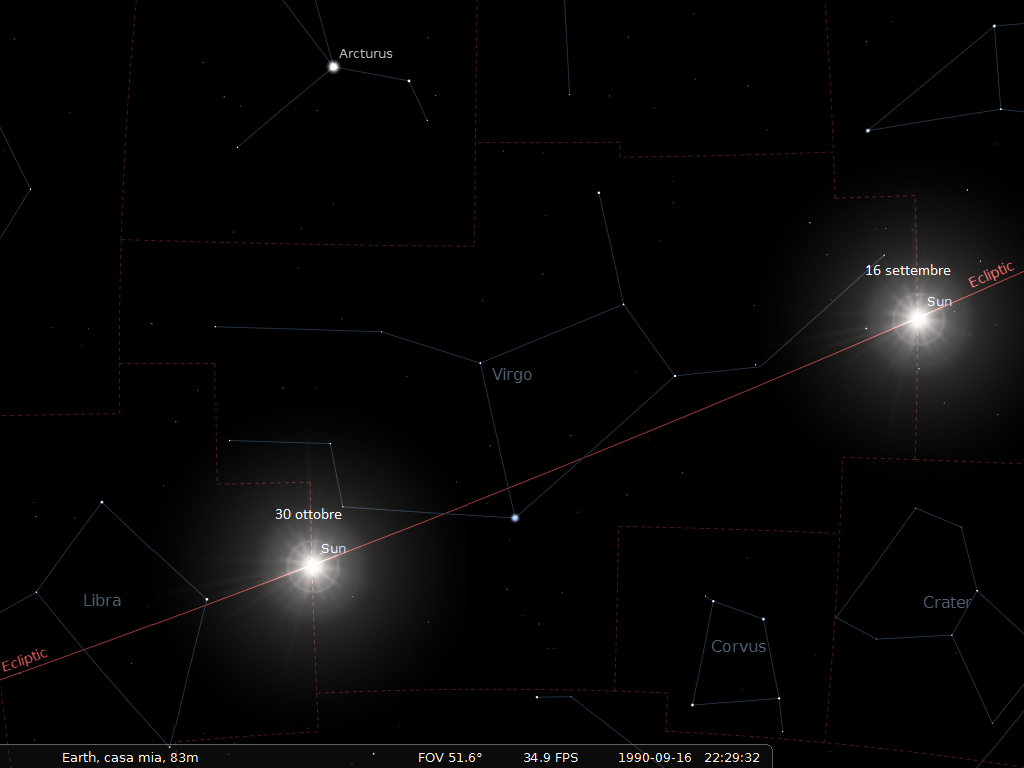 Arcturus
16 settembre
Ecliptic
Sun
Virgo
30 ottobre
Sun
Libra
Crater
Corvus
Ecliptic
Earth, casa mia, 83m FOV 51.6° 34.9 FPS 1990-09-16 22:29:32